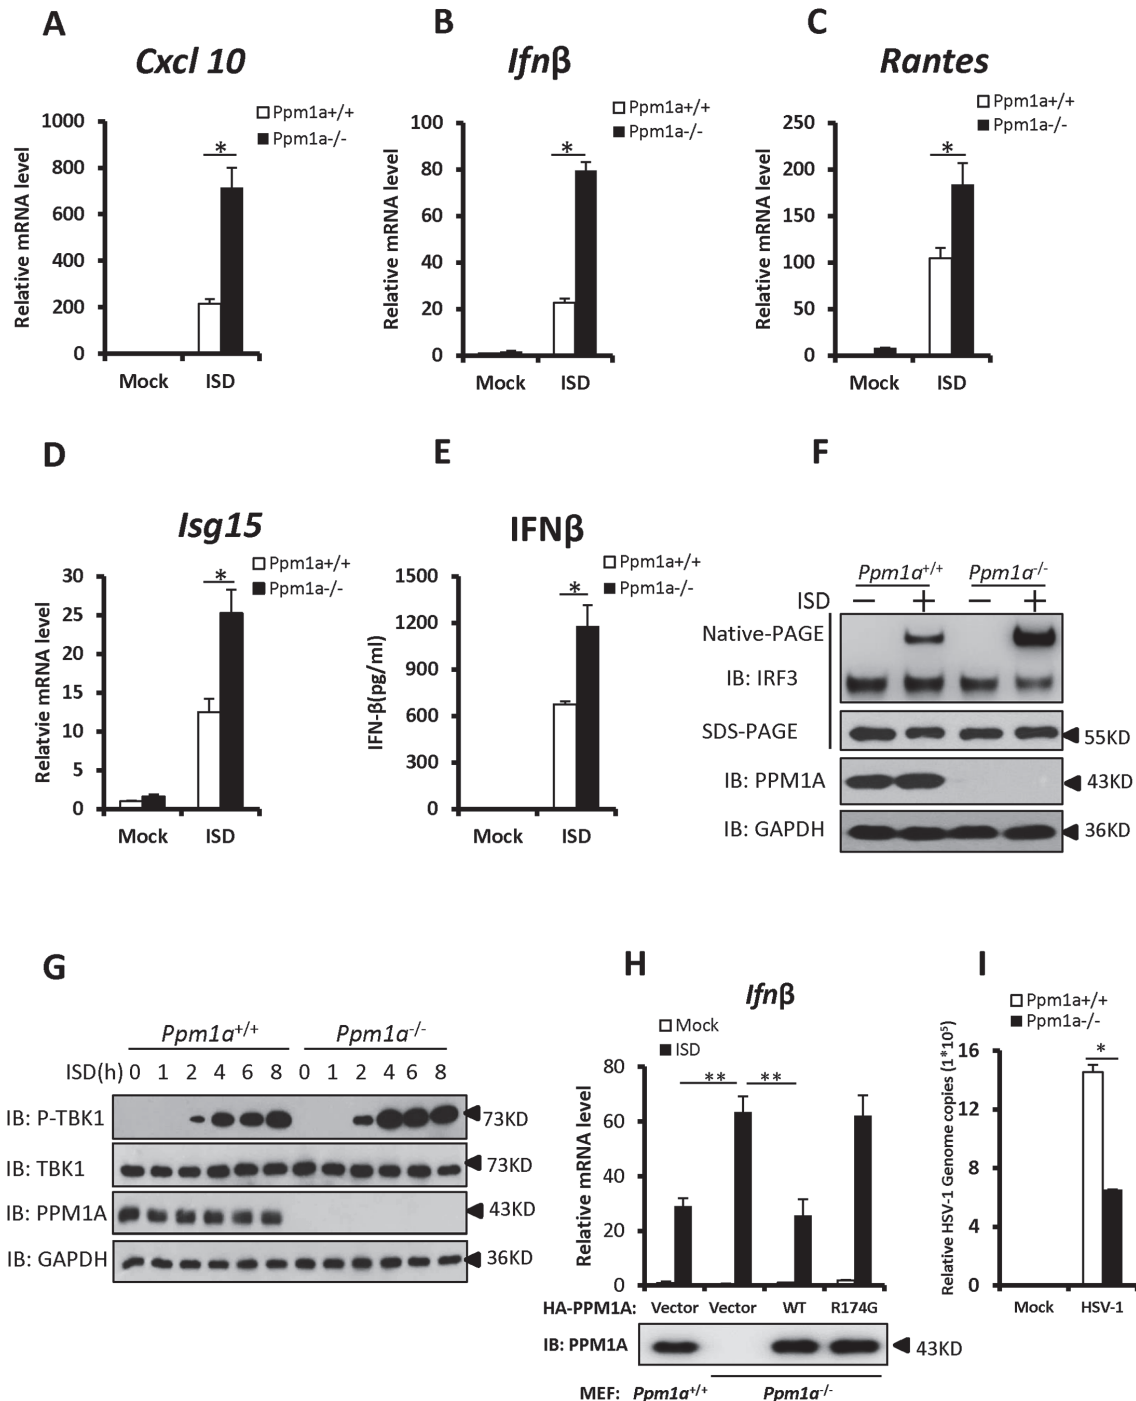 A
Cxcl 10
Ppm1a+/+
Ppm1a-/-
Relative mRNA level
1000
800
600
400
200
0
*
Mock ISD
B
Ifnβ
Ppm1a+/+
Ppm1a-/-
Relative mRNA level
100
80
60
40
20
0
*
Mock ISD
C
Rantes
Ppm1a+/+
Ppm1a-/-
Relative mRNA level
250
200
150
100
50
0
*
Mock ISD
D
Isg15
Ppm1a+/+
Ppm1a-/-
Relatvie mRNA level
30
25
20
15
10
5
0
*
Mock ISD
E
IFNβ
Ppm1a+/+
Ppm1a-/-
IFN-β(pg/ml)
1500
1200
900
600
300
0
*
Mock ISD
F
Ppm1a+/+ Ppm1a-/-
ISD — + — +
Native-PAGE
IB: IRF3
SDS-PAGE 55KD
IB: PPM1A 43KD
IB: GAPDH 36KD
G
Ppm1a+/+ Ppm1a-/-
ISD(h) 0 1 2 4 6 8 0 1 2 4 6 8
IB: P-TBK1 73KD
IB: TBK1 73KD
IB: PPM1A 43KD
IB: GAPDH 36KD
H
Ifnβ
Mock
ISD
Relative mRNA level
80
60
40
20
0
** **
HA-PPM1A: Vector Vector WT R174G
IB: PPM1A 43KD
MEF: Ppm1a+/+ Ppm1a-/-
I
Ppm1a+/+
Ppm1a-/-
Relative HSV-1 Genome copies (1*10⁵)
16
12
8
4
0
*
Mock HSV-1